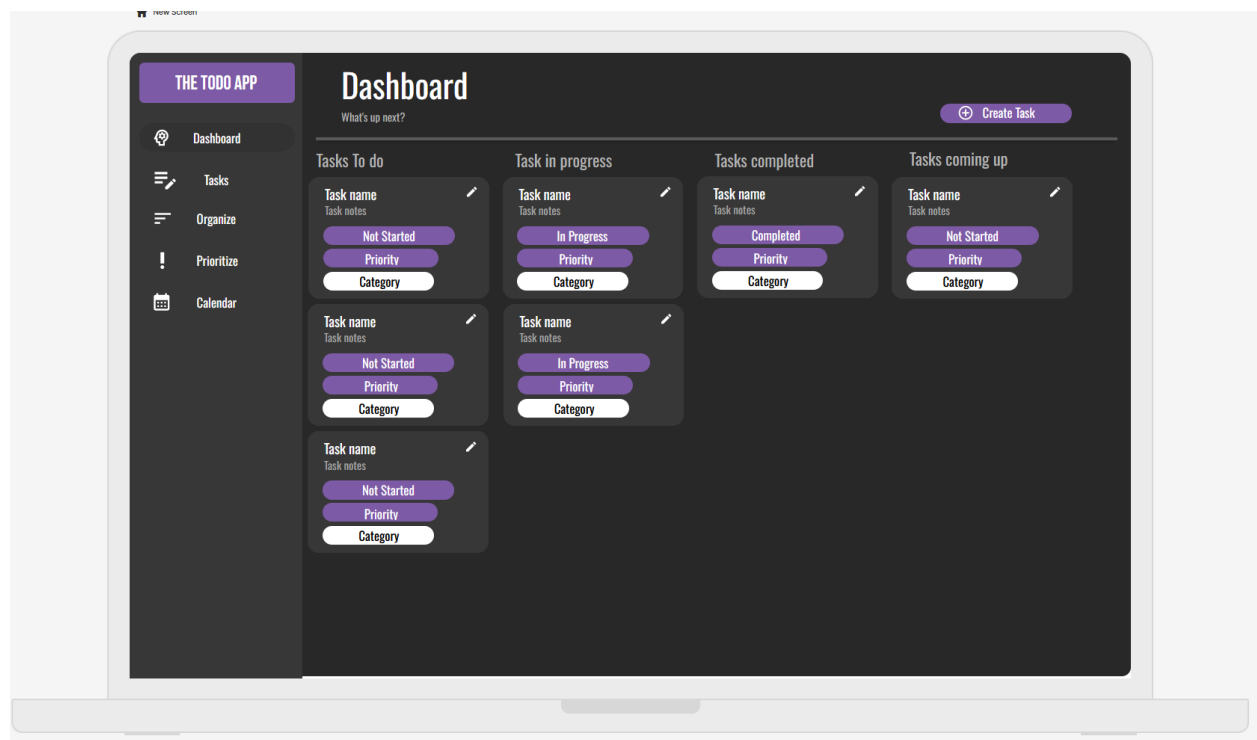 New Screen
THE TODO APP
Dashboard
Tasks
Organize
Prioritize
Calendar
Dashboard
What's up next?
Create Task
Tasks To do
Task name
Task notes
Not Started
Priority
Category
Task name
Task notes
Not Started
Priority
Category
Task name
Task notes
Not Started
Priority
Category
Task in progress
Task name
Task notes
In Progress
Priority
Category
Task name
Task notes
In Progress
Priority
Category
Tasks completed
Task name
Task notes
Completed
Priority
Category
Tasks coming up
Task name
Task notes
Not Started
Priority
Category